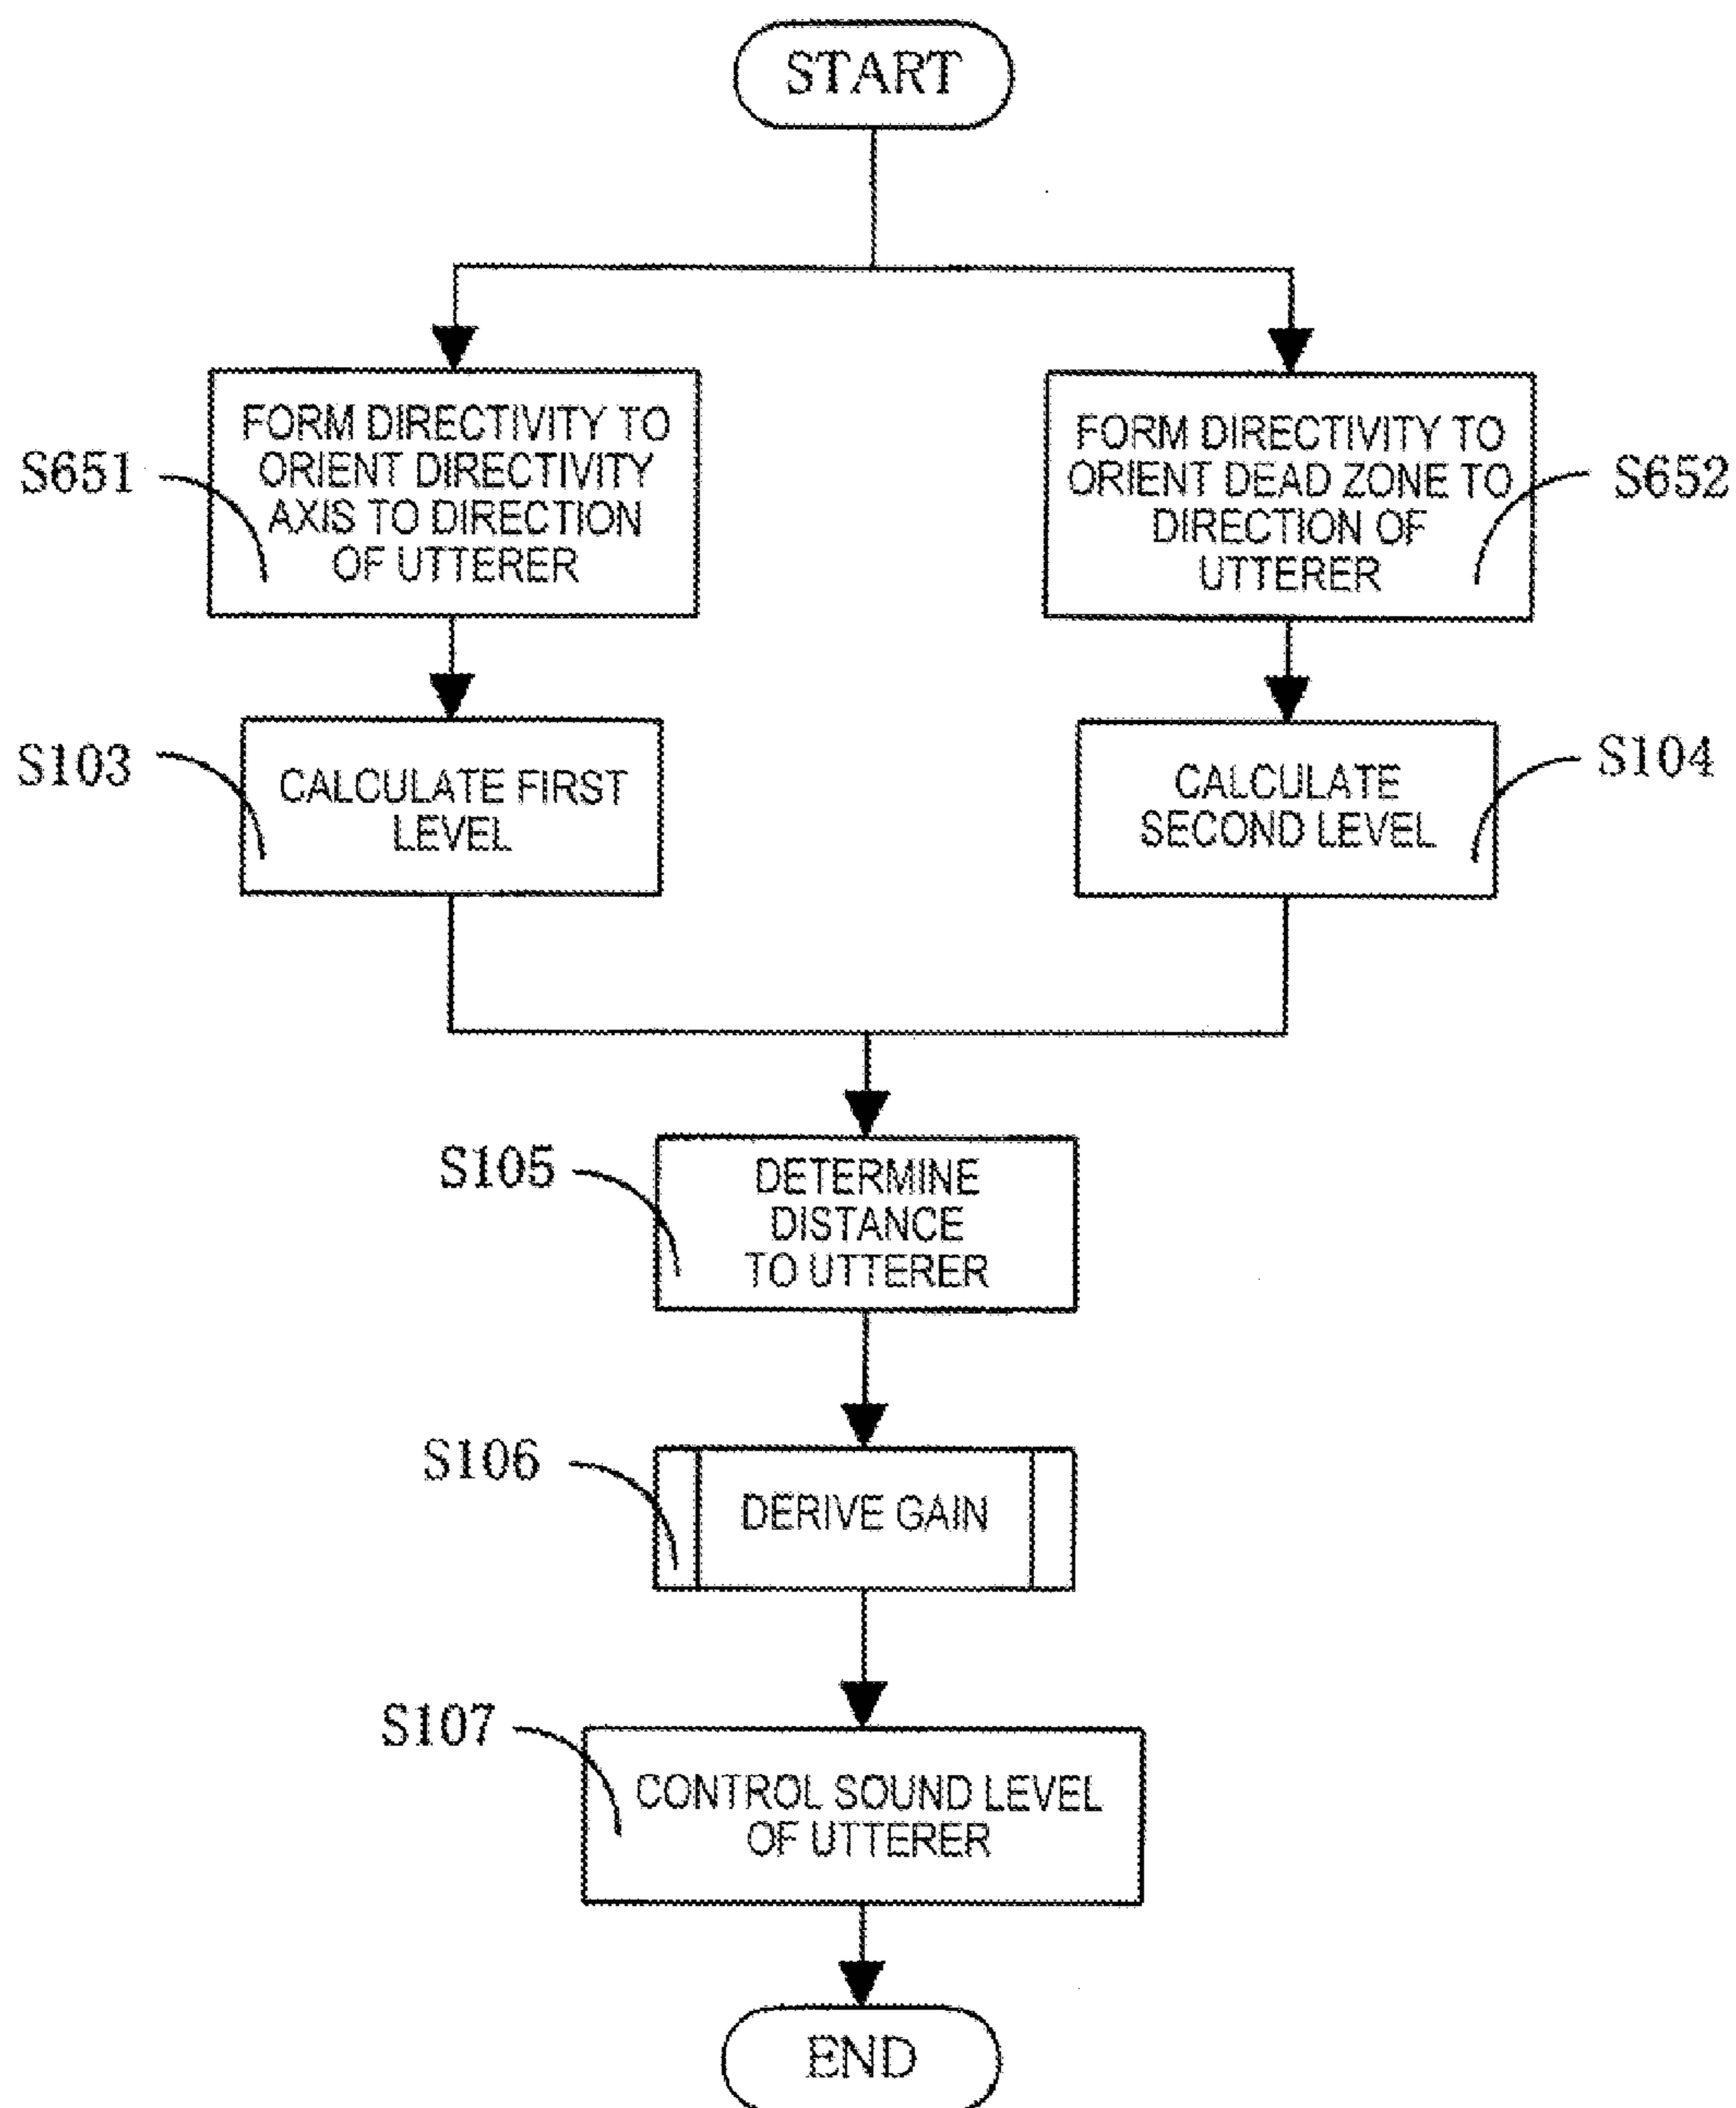 START
S651
FORM DIRECTIVITY TO
ORIENT DIRECTIVITY
AXIS TO DIRECTION
OF UTTERER
FORM DIRECTIVITY TO
ORIENT DEAD ZONE TO
DIRECTION OF
UTTERER
S652
S103
CALCULATE FIRST
LEVEL
CALCULATE
SECOND LEVEL
S104
S105
DETERMINE
DISTANCE
TO UTTERER
S106
DERIVE GAIN
S107
CONTROL SOUND LEVEL
OF UTTERER
END